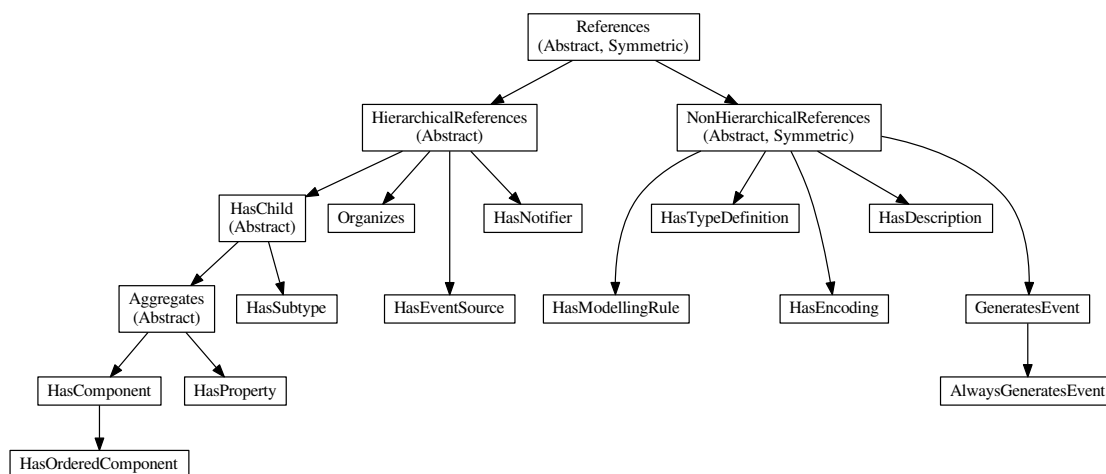 References
(Abstract, Symmetric)
HierarchicalReferences
(Abstract)
NonHierarchicalReferences
(Abstract, Symmetric)
HasChild
(Abstract)
Organizes
HasNotifier
HasTypeDefinition
HasDescription
Aggregates
(Abstract)
HasSubtype
HasEventSource
HasModellingRule
HasEncoding
GeneratesEvent
HasComponent
HasProperty
AlwaysGeneratesEvent
HasOrderedComponent